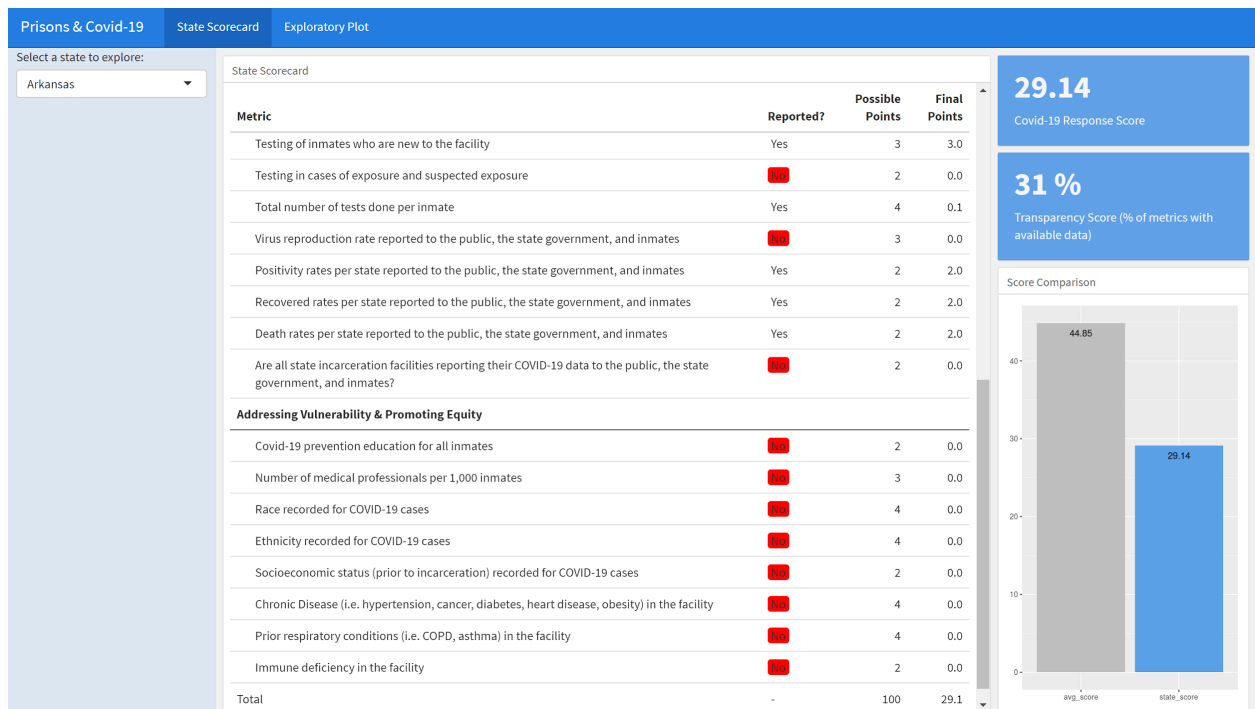 Prisons & Covid-19 State Scorecard Exploratory Plot
Select a state to explore:
Arkansas
State Scorecard
Metric Reported? Possible Points Final Points
Testing of inmates who are new to the facility Yes 3 3.0
Testing in cases of exposure and suspected exposure No 2 0.0
Total number of tests done per inmate Yes 4 0.1
Virus reproduction rate reported to the public, the state government, and inmates No 3 0.0
Positivity rates per state reported to the public, the state government, and inmates Yes 2 2.0
Recovered rates per state reported to the public, the state government, and inmates Yes 2 2.0
Death rates per state reported to the public, the state government, and inmates Yes 2 2.0
Are all state incarceration facilities reporting their COVID-19 data to the public, the state No 2 0.0
government, and inmates?
Addressing Vulnerability & Promoting Equity
Covid-19 prevention education for all inmates No 2 0.0
Number of medical professionals per 1,000 inmates No 3 0.0
Race recorded for COVID-19 cases No 4 0.0
Ethnicity recorded for COVID-19 cases No 4 0.0
Socioeconomic status (prior to incarceration) recorded for COVID-19 cases No 2 0.0
Chronic Disease (i.e. hypertension, cancer, diabetes, heart disease, obesity) in the facility No 4 0.0
Prior respiratory conditions (i.e. COPD, asthma) in the facility No 4 0.0
Immune deficiency in the facility No 2 0.0
Total - 100 29.1
29.14
Covid-19 Response Score
31 %
Transparency Score (% of metrics with
available data)
Score Comparison
44.85
29.14
40
30
20
10
0
avg_score state_score